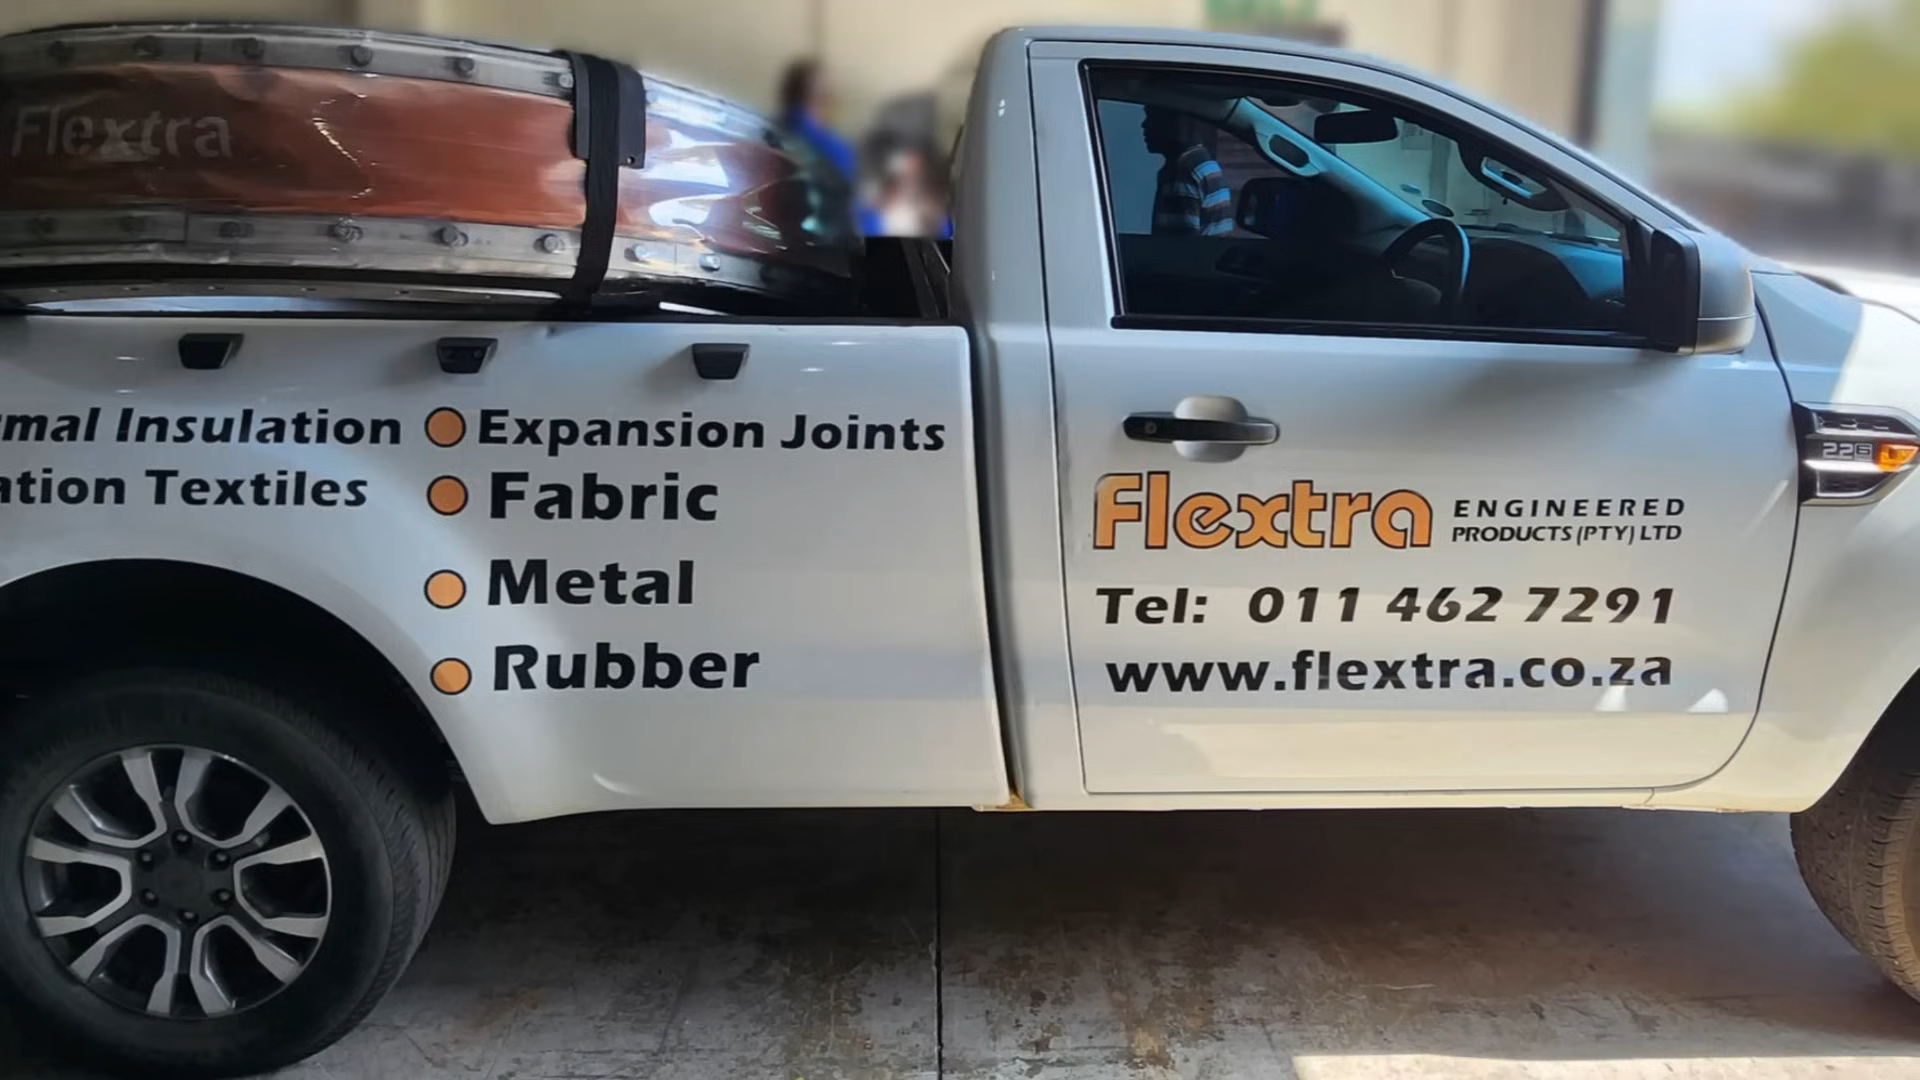 Flextra
rmal Insulation
ation Textiles
Expansion Joints
Fabric
Metal
Rubber
Flextra ENGINEERED
PRODUCTS (PTY) LTD
Tel: 011 462 7291
www.flextra.co.za